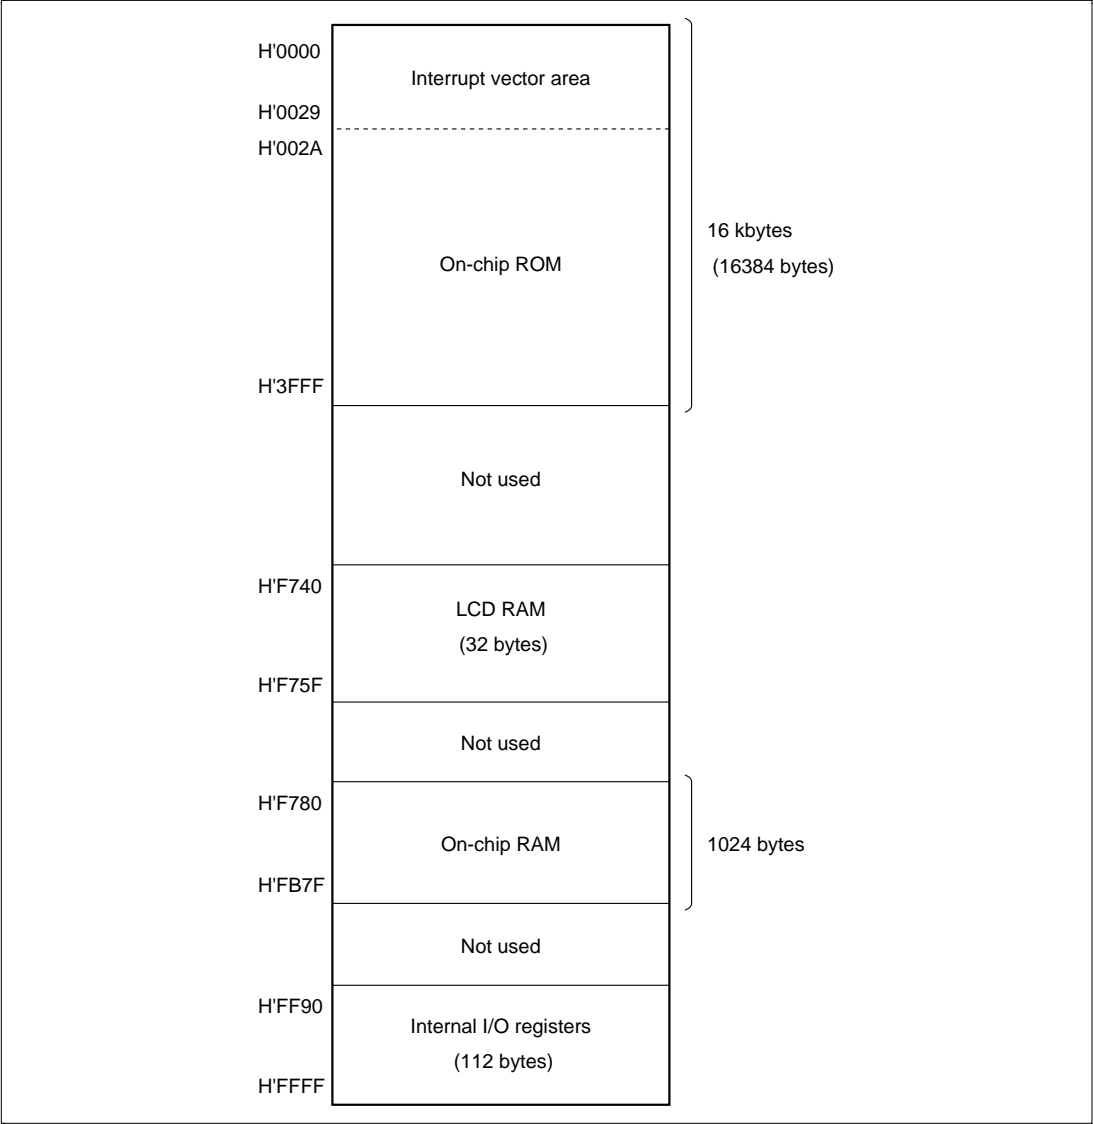 H'0000
Interrupt vector area
H'0029
H'002A
16 kbytes
On-chip ROM
(16384 bytes)
H'3FFF
Not used
H'F740
LCD RAM
(32 bytes)
H'F75F
Not used
H'F780
On-chip RAM
1024 bytes
H'FB7F
Not used
H'FF90
Internal I/O registers
(112 bytes)
H'FFFF